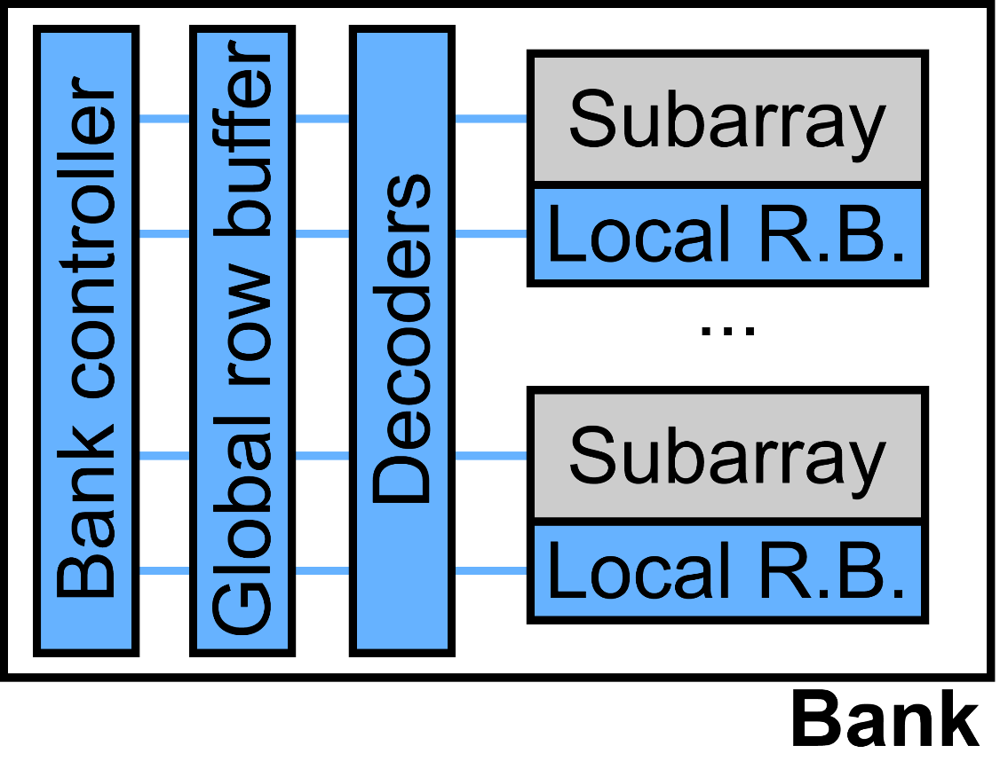 Bank controller
Global row buffer
Decoders
Subarray
Local R.B.
...
Subarray
Local R.B.
Bank